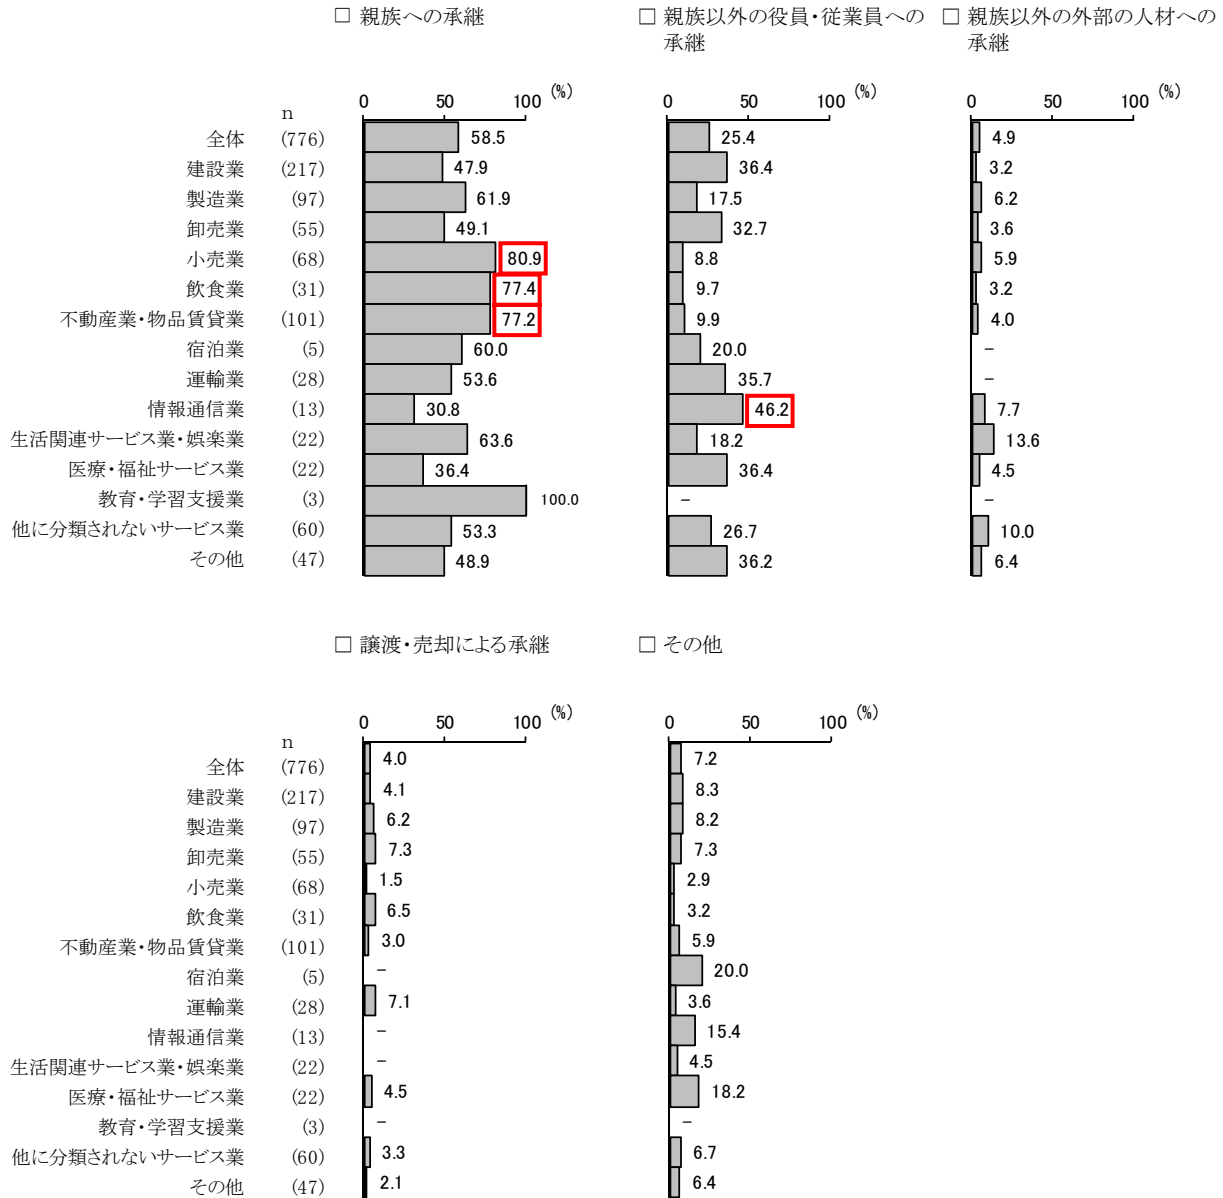 □ 親族への承継 □ 親族以外の役員・従業員への承継 □ 親族以外の外部の人材への承継
0 50 100 (%) 0 50 100 (%) 0 50 100 (%)
n
全体 (776) 58.5 25.4 4.9
建設業 (217) 47.9 36.4 3.2
製造業 (97) 61.9 17.5 6.2
卸売業 (55) 49.1 32.7 3.6
小売業 (68) 80.9 8.8 5.9
飲食業 (31) 77.4 9.7 3.2
不動産業・物品賃貸業 (101) 77.2 9.9 4.0
宿泊業 (5) 60.0 20.0 -
運輸業 (28) 53.6 35.7 -
情報通信業 (13) 30.8 46.2 7.7
生活関連サービス業・娯楽業 (22) 63.6 18.2 13.6
医療・福祉サービス業 (22) 36.4 36.4 4.5
教育・学習支援業 (3) 100.0 - -
他に分類されないサービス業 (60) 53.3 26.7 10.0
その他 (47) 48.9 36.2 6.4
□ 譲渡・売却による承継 □ その他
0 50 100 (%) 0 50 100 (%)
n
全体 (776) 4.0 7.2
建設業 (217) 4.1 8.3
製造業 (97) 6.2 8.2
卸売業 (55) 7.3 7.3
小売業 (68) 1.5 2.9
飲食業 (31) 6.5 3.2
不動産業・物品賃貸業 (101) 3.0 5.9
宿泊業 (5) - 20.0
運輸業 (28) 7.1 3.6
情報通信業 (13) - 15.4
生活関連サービス業・娯楽業 (22) - 4.5
医療・福祉サービス業 (22) 4.5 18.2
教育・学習支援業 (3) - -
他に分類されないサービス業 (60) 3.3 6.7
その他 (47) 2.1 6.4